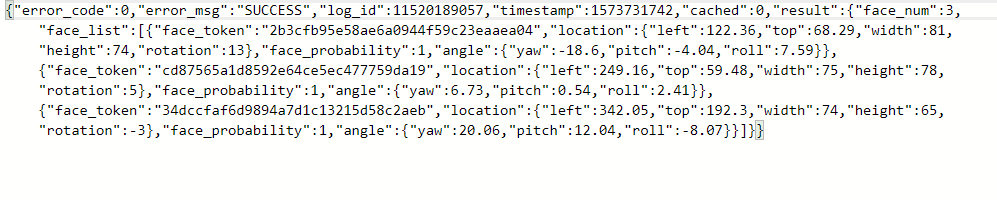 {"error_code":0,"error_msg":"SUCCESS","log_id":11520189057,"timestamp":1573731742,"cached":0,"result":{"face_num":3,
"face_list":[{"face_token":"2b3cfb95e58ae6a0944f59c23eaaea04","location":{"left":122.36,"top":68.29,"width":81,
"height":74,"rotation":13},"face_probability":1,"angle":{"yaw":-18.6,"pitch":-4.04,"roll":7.59}},
{"face_token":"cd87565a1d8592e64ce5ec477759da19","location":{"left":249.16,"top":59.48,"width":75,"height":78,
"rotation":5},"face_probability":1,"angle":{"yaw":6.73,"pitch":0.54,"roll":2.41}},
{"face_token":"34dccfaf6d9894a7d1c13215d58c2aeb","location":{"left":342.05,"top":192.3,"width":74,"height":65,
"rotation":-3},"face_probability":1,"angle":{"yaw":20.06,"pitch":12.04,"roll":-8.07}}]}}